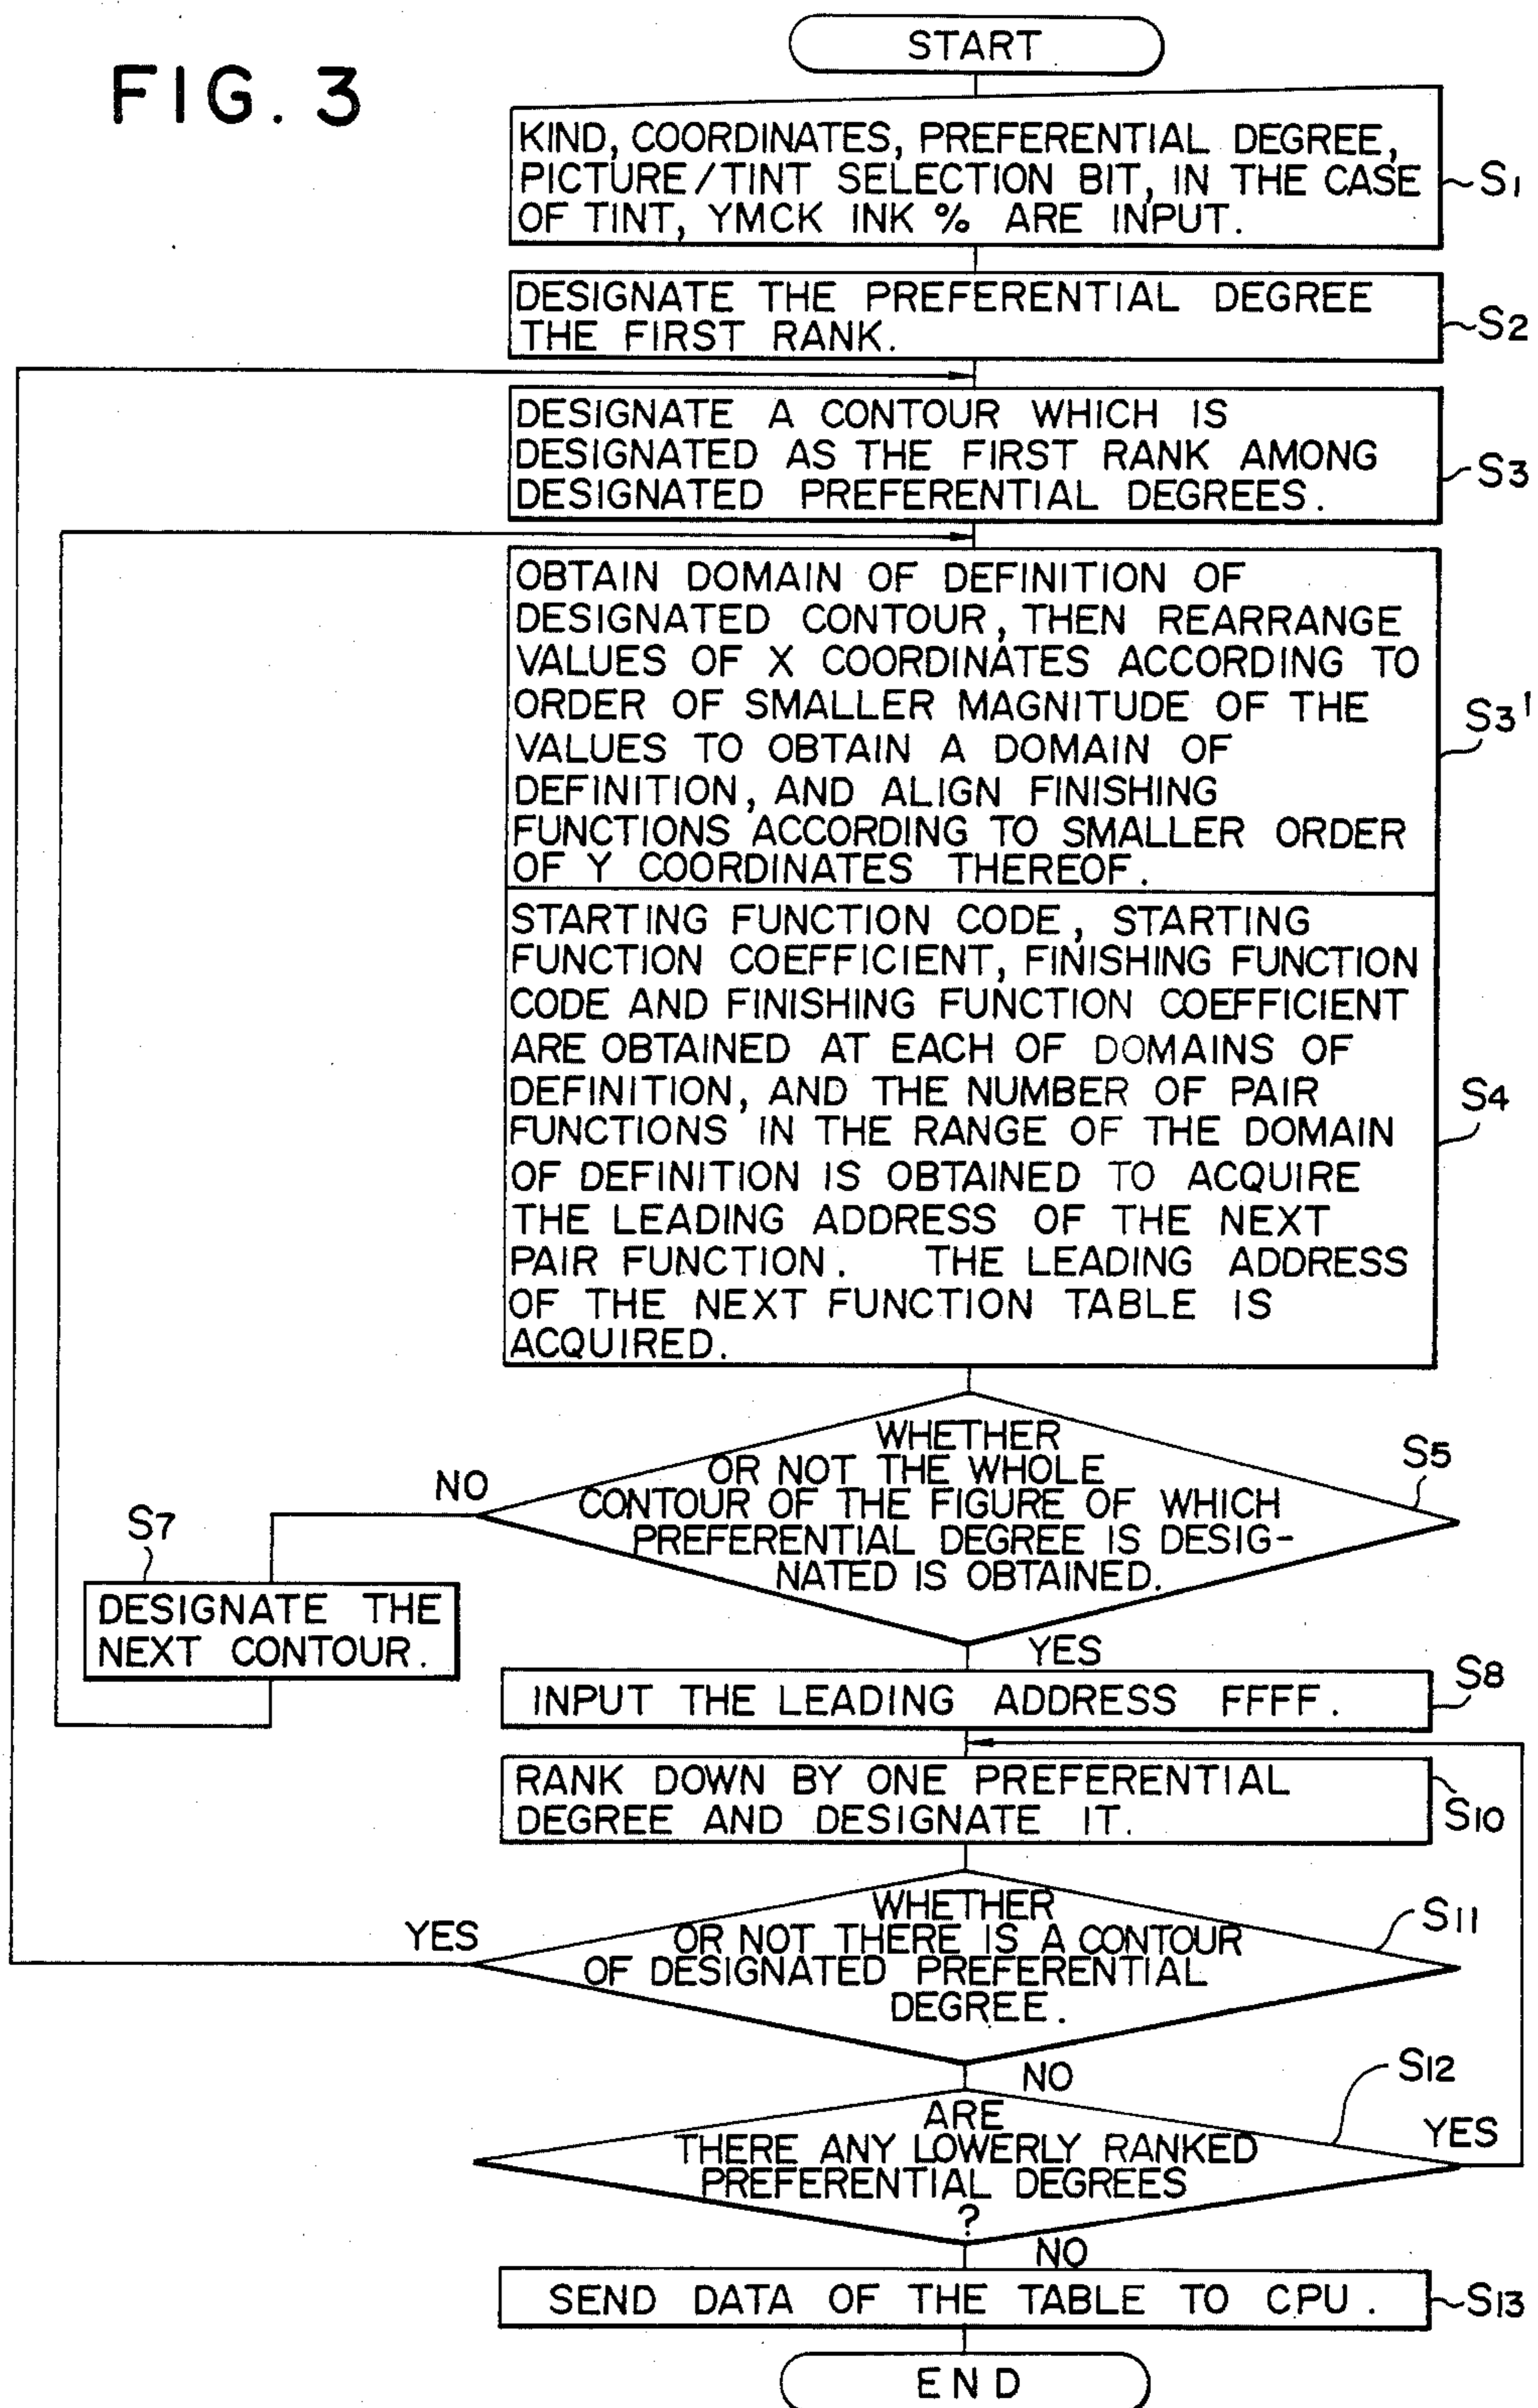 FIG. 3
START
KIND, COORDINATES, PREFERENTIAL DEGREE,
PICTURE/TINT SELECTION BIT, IN THE CASE
OF TINT, YMCK INK % ARE INPUT.
S1
DESIGNATE THE PREFERENTIAL DEGREE
THE FIRST RANK.
S2
DESIGNATE A CONTOUR WHICH IS
DESIGNATED AS THE FIRST RANK AMONG
DESIGNATED PREFERENTIAL DEGREES.
S3
OBTAIN DOMAIN OF DEFINITION OF
DESIGNATED CONTOUR, THEN REARRANGE
VALUES OF X COORDINATES ACCORDING TO
ORDER OF SMALLER MAGNITUDE OF THE
VALUES TO OBTAIN A DOMAIN OF
DEFINITION, AND ALIGN FINISHING
FUNCTIONS ACCORDING TO SMALLER ORDER
OF Y COORDINATES THEREOF.
S3'
STARTING FUNCTION CODE, STARTING
FUNCTION COEFFICIENT, FINISHING FUNCTION
CODE AND FINISHING FUNCTION COEFFICIENT
ARE OBTAINED AT EACH OF DOMAINS OF
DEFINITION, AND THE NUMBER OF PAIR
FUNCTIONS IN THE RANGE OF THE DOMAIN
OF DEFINITION IS OBTAINED TO ACQUIRE
THE LEADING ADDRESS OF THE NEXT
PAIR FUNCTION. THE LEADING ADDRESS
OF THE NEXT FUNCTION TABLE IS
ACQUIRED.
S4
WHETHER
OR NOT THE WHOLE
CONTOUR OF THE FIGURE OF WHICH
PREFERENTIAL DEGREE IS DESIG-
NATED IS OBTAINED.
S5
NO
S7
DESIGNATE THE
NEXT CONTOUR.
YES
INPUT THE LEADING ADDRESS FFFF.
S8
RANK DOWN BY ONE PREFERENTIAL
DEGREE AND DESIGNATE IT.
S10
WHETHER
OR NOT THERE IS A CONTOUR
OF DESIGNATED PREFERENTIAL
DEGREE.
S11
YES
NO
ARE
THERE ANY LOWERLY RANKED
PREFERENTIAL DEGREES
?
S12
YES
NO
SEND DATA OF THE TABLE TO CPU.
S13
END